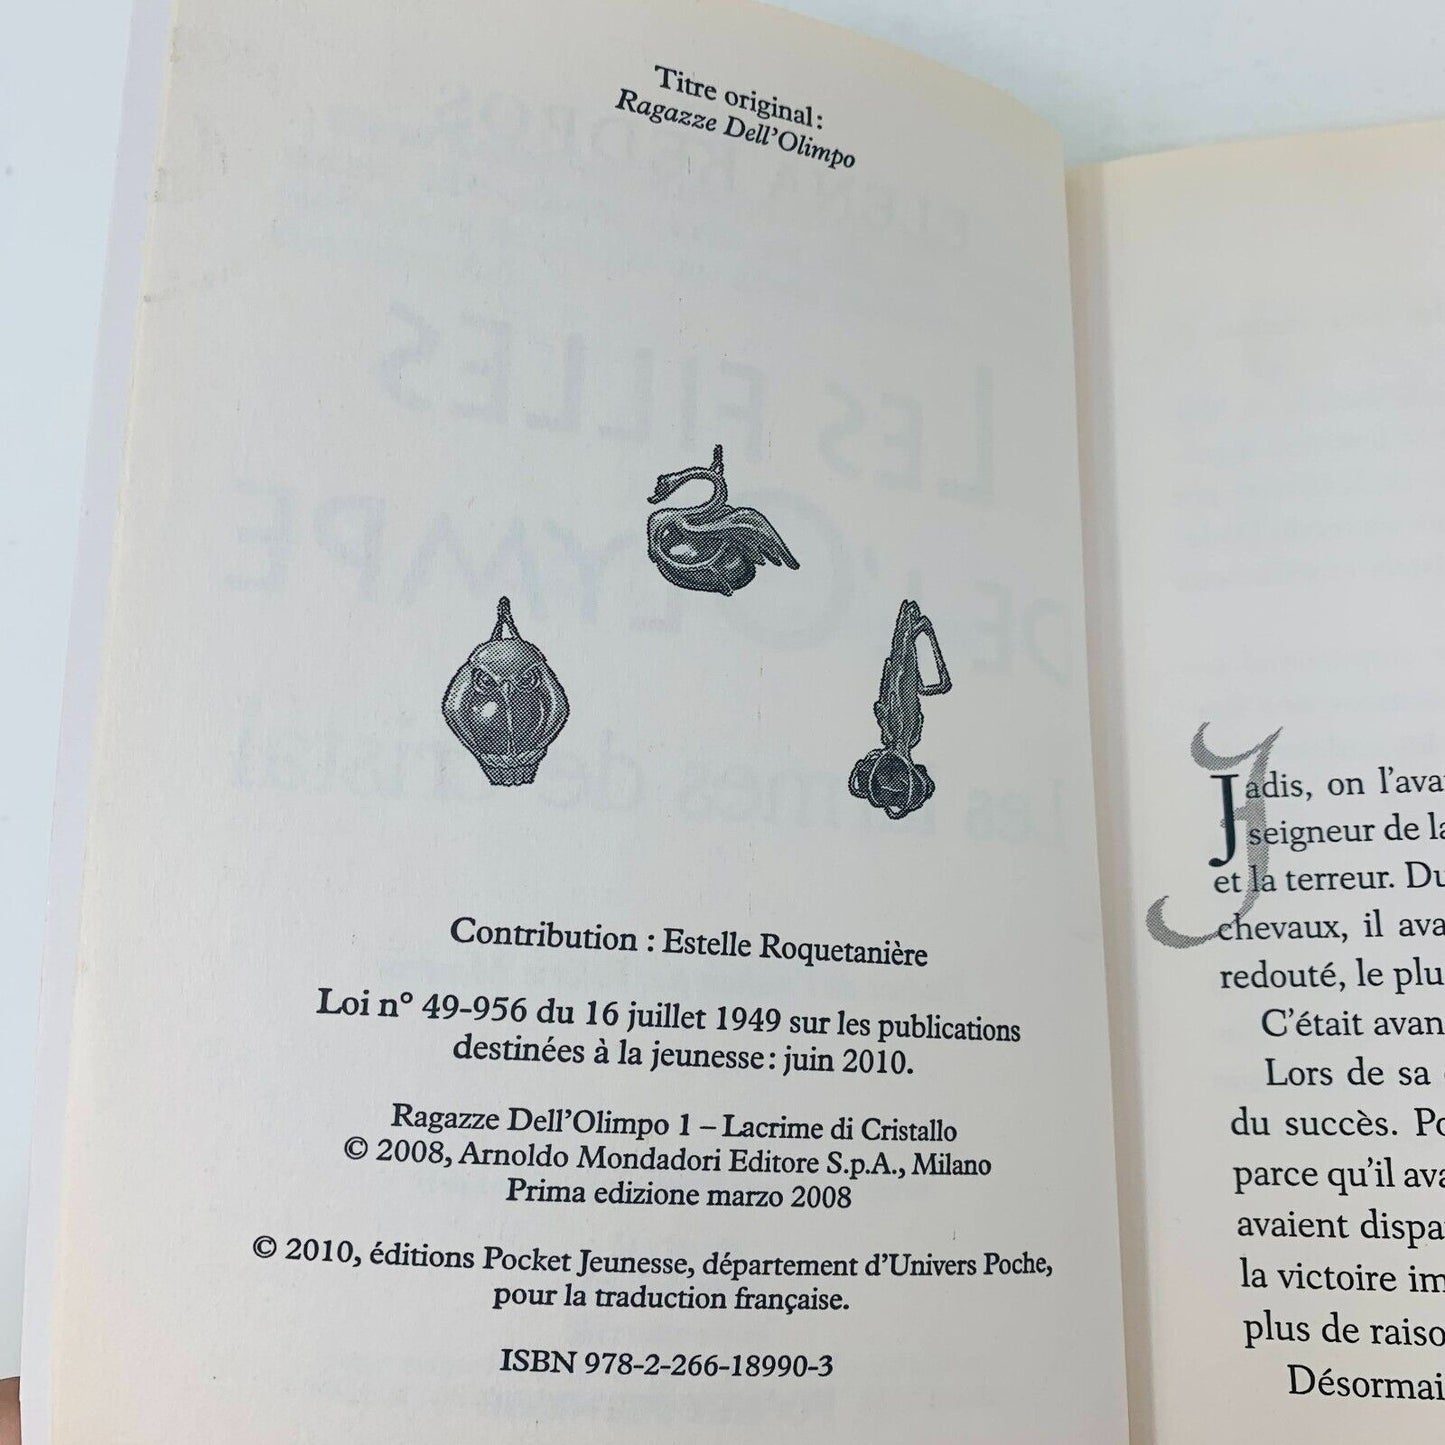 Titre original :
Ragazze Dell'Olimpo
Contribution : Estelle Roquetanière
Loi n° 49-956 du 16 juillet 1949 sur les publications
destinées à la jeunesse : juin 2010.
Ragazze Dell'Olimpo 1 – Lacrime di Cristallo
© 2008, Arnoldo Mondadori Editore S.p.A., Milano
Prima edizione marzo 2008
© 2010, éditions Pocket Jeunesse, département d'Univers Poche,
pour la traduction française.
ISBN 978-2-266-18990-3
Jadis, on l'ava
seigneur de la
et la terreur. Du
chevaux, il ava
redouté, le plu
C'était avan
Lors de sa
du succès. Po
parce qu'il ava
avaient dispa
la victoire im
plus de raiso
Désormai